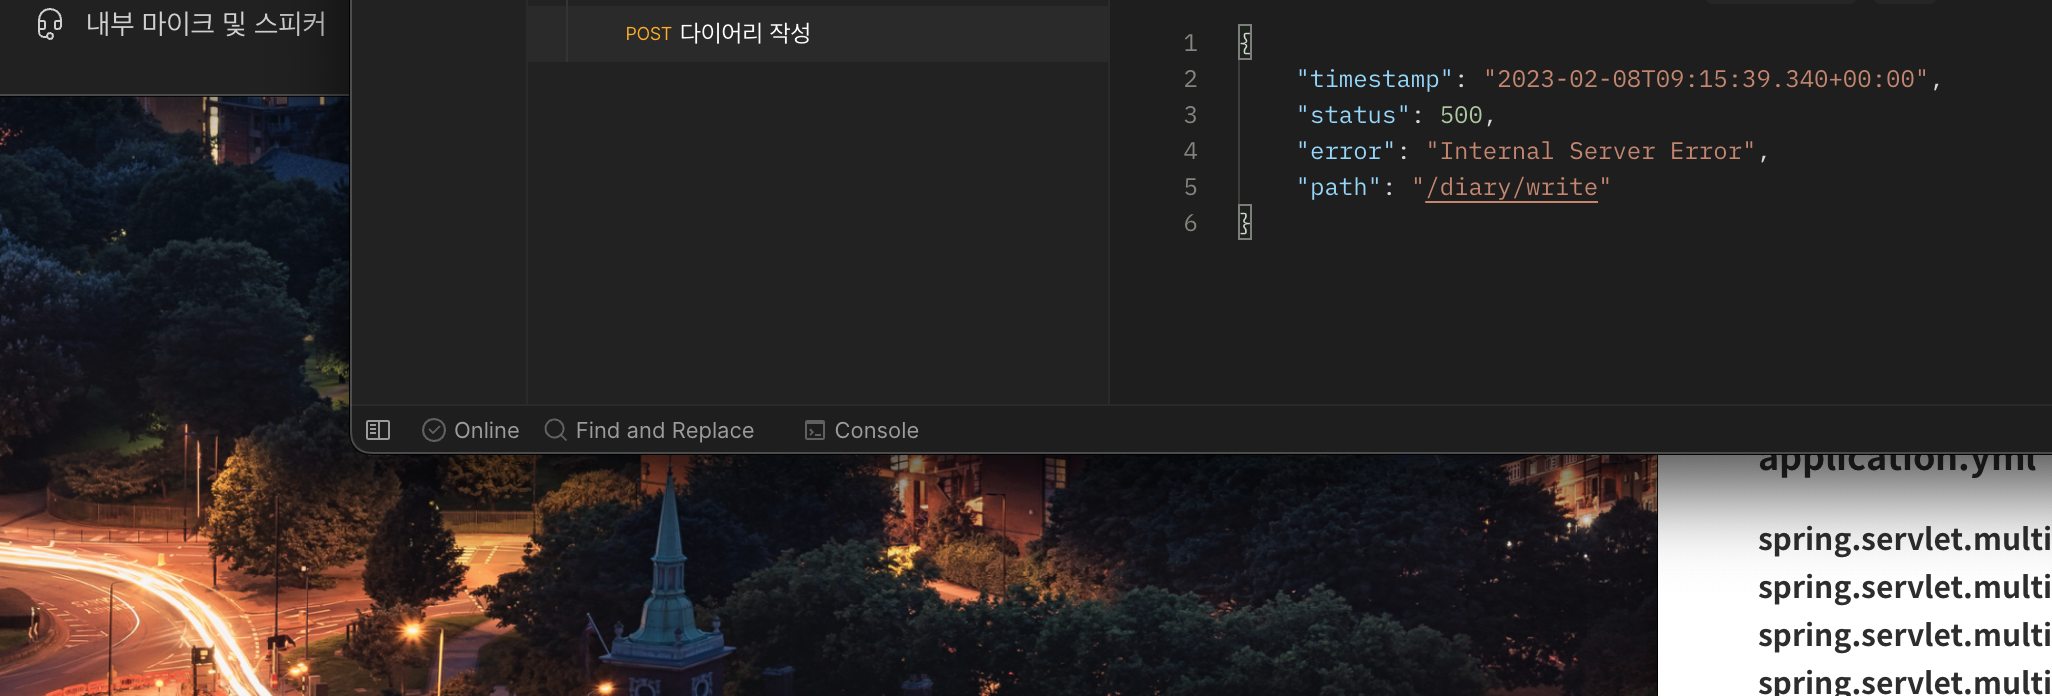 내부 마이크 및 스피커
POST 다이어리 작성
1 {
2 "timestamp": "2023-02-08T09:15:39.340+00:00",
3 "status": 500,
4 "error": "Internal Server Error",
5 "path": "/diary/write"
6 }
Online Find and Replace Console
application.yml
spring.servlet.multi
spring.servlet.multi
spring.servlet.multi
spring.servlet.multi